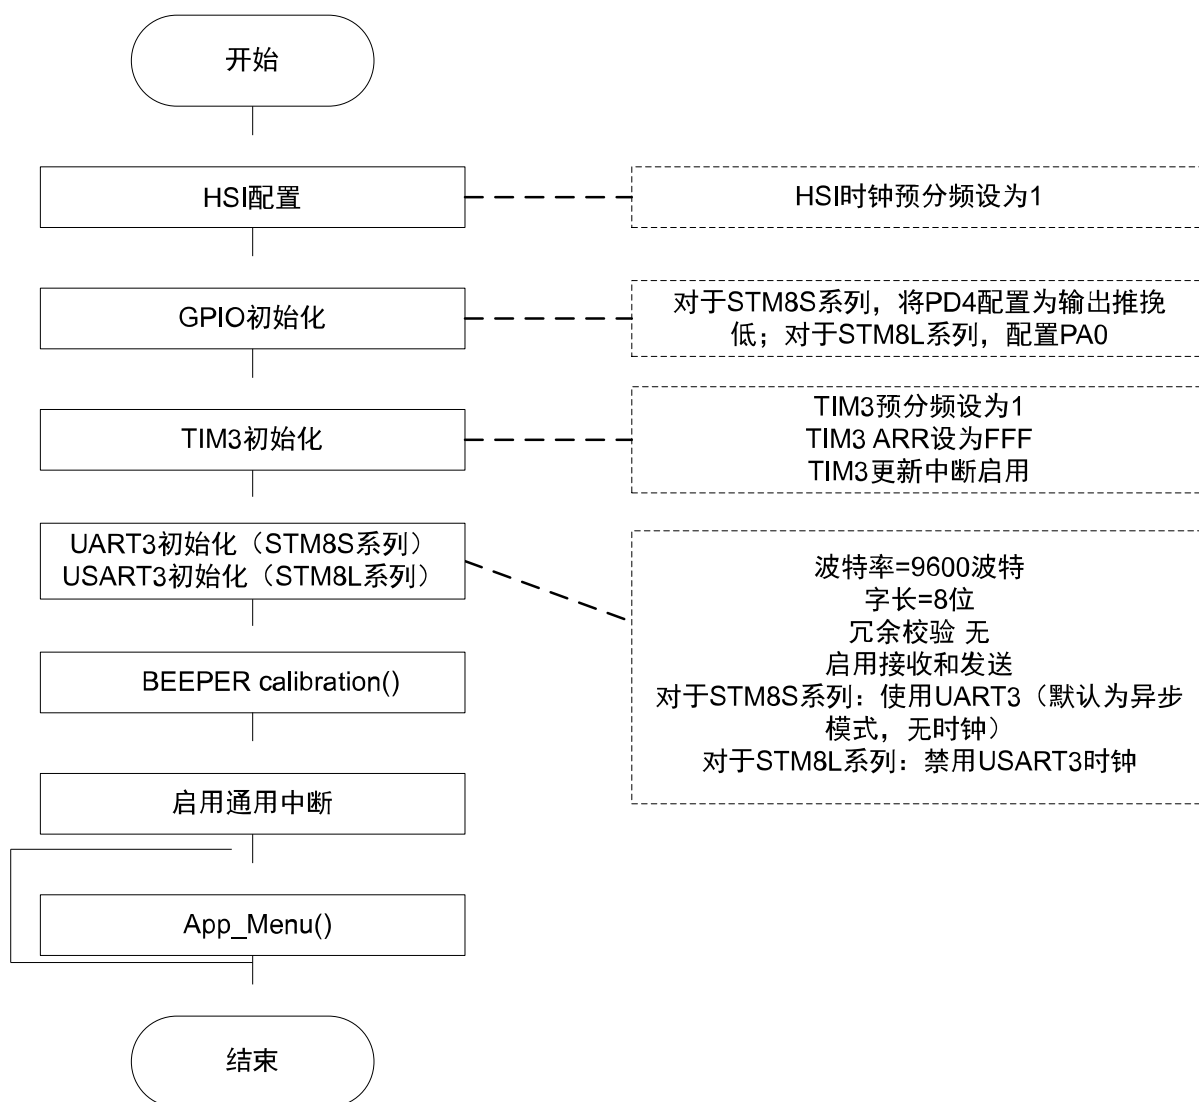 开始
HSI配置
HSI时钟预分频设为1
GPIO初始化
对于STM8S系列，将PD4配置为输出推挽
低；对于STM8L系列，配置PA0
TIM3初始化
TIM3预分频设为1
TIM3 ARR设为FFF
TIM3更新中断启用
UART3初始化（STM8S系列）
USART3初始化（STM8L系列）
波特率=9600波特
字长=8位
冗余校验 无
启用接收和发送
对于STM8S系列：使用UART3（默认为异步
模式，无时钟）
对于STM8L系列：禁用USART3时钟
BEEPER calibration()
启用通用中断
App_Menu()
结束